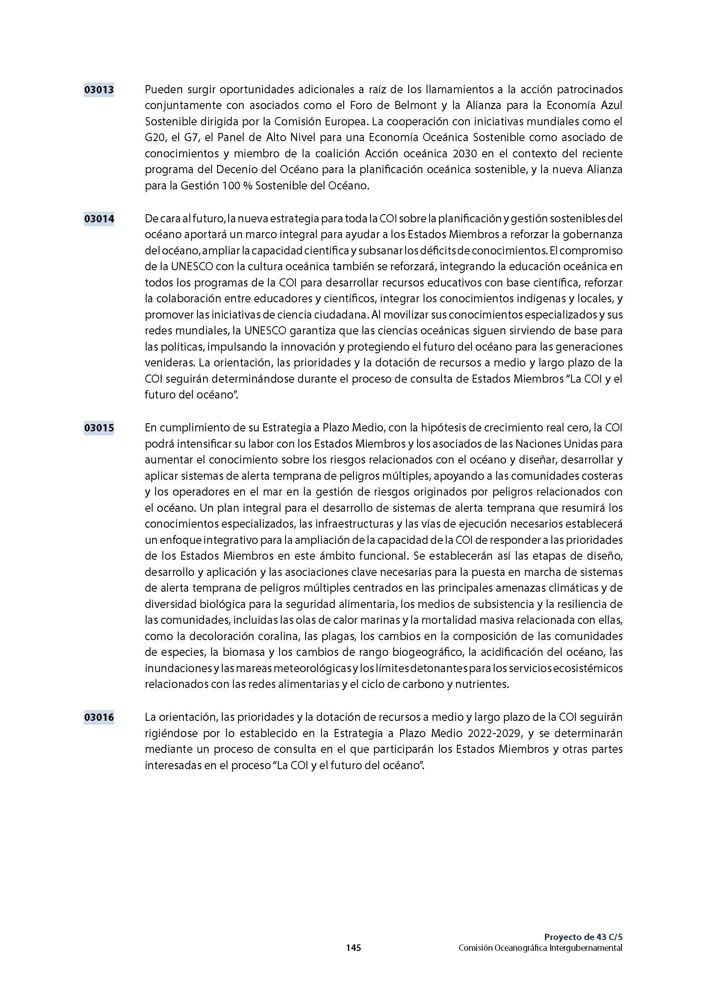 03013 Pueden surgir oportunidades adicionales a raíz de los llamamientos a la acción patrocinados
conjuntamente con asociados como el Foro de Belmont y la Alianza para la Economía Azul
Sostenible dirigida por la Comisión Europea. La cooperación con iniciativas mundiales como el
G20, el G7, el Panel de Alto Nivel para una Economía Oceánica Sostenible como asociado de
conocimientos y miembro de la coalición Acción oceánica 2030 en el contexto del reciente
programa del Decenio del Océano para la planificación oceánica sostenible, y la nueva Alianza
para la Gestión 100 % Sostenible del Océano.
03014 De cara al futuro, la nueva estrategia para toda la COI sobre la planificación y gestión sostenibles del
océano aportará un marco integral para ayudar a los Estados Miembros a reforzar la gobernanza
del océano, ampliar la capacidad científica y subsanar los déficits de conocimientos. El compromiso
de la UNESCO con la cultura oceánica también se reforzará, integrando la educación oceánica en
todos los programas de la COI para desarrollar recursos educativos con base científica, reforzar
la colaboración entre educadores y científicos, integrar los conocimientos indígenas y locales, y
promover las iniciativas de ciencia ciudadana. Al movilizar sus conocimientos especializados y sus
redes mundiales, la UNESCO garantiza que las ciencias oceánicas siguen sirviendo de base para
las políticas, impulsando la innovación y protegiendo el futuro del océano para las generaciones
venideras. La orientación, las prioridades y la dotación de recursos a medio y largo plazo de la
COI seguirán determinándose durante el proceso de consulta de Estados Miembros “La COI y el
futuro del océano”.
03015 En cumplimiento de su Estrategia a Plazo Medio, con la hipótesis de crecimiento real cero, la COI
podrá intensificar su labor con los Estados Miembros y los asociados de las Naciones Unidas para
aumentar el conocimiento sobre los riesgos relacionados con el océano y diseñar, desarrollar y
aplicar sistemas de alerta temprana de peligros múltiples, apoyando a las comunidades costeras
y los operadores en el mar en la gestión de riesgos originados por peligros relacionados con
el océano. Un plan integral para el desarrollo de sistemas de alerta temprana que resumirá los
conocimientos especializados, las infraestructuras y las vías de ejecución necesarios establecerá
un enfoque integrativo para la ampliación de la capacidad de la COI de responder a las prioridades
de los Estados Miembros en este ámbito funcional. Se establecerán así las etapas de diseño,
desarrollo y aplicación y las asociaciones clave necesarias para la puesta en marcha de sistemas
de alerta temprana de peligros múltiples centrados en las principales amenazas climáticas y de
diversidad biológica para la seguridad alimentaria, los medios de subsistencia y la resiliencia de
las comunidades, incluidas las olas de calor marinas y la mortalidad masiva relacionada con ellas,
como la decoloración coralina, las plagas, los cambios en la composición de las comunidades
de especies, la biomasa y los cambios de rango biogeográfico, la acidificación del océano, las
inundaciones y las mareas meteorológicas y los límites detonantes para los servicios ecosistémicos
relacionados con las redes alimentarias y el ciclo de carbono y nutrientes.
03016 La orientación, las prioridades y la dotación de recursos a medio y largo plazo de la COI seguirán
rigiéndose por lo establecido en la Estrategia a Plazo Medio 2022-2029, y se determinarán
mediante un proceso de consulta en el que participarán los Estados Miembros y otras partes
interesadas en el proceso “La COI y el futuro del océano”.
Proyecto de 43 C/5
145 Comisión Oceanográfica Intergubernamental